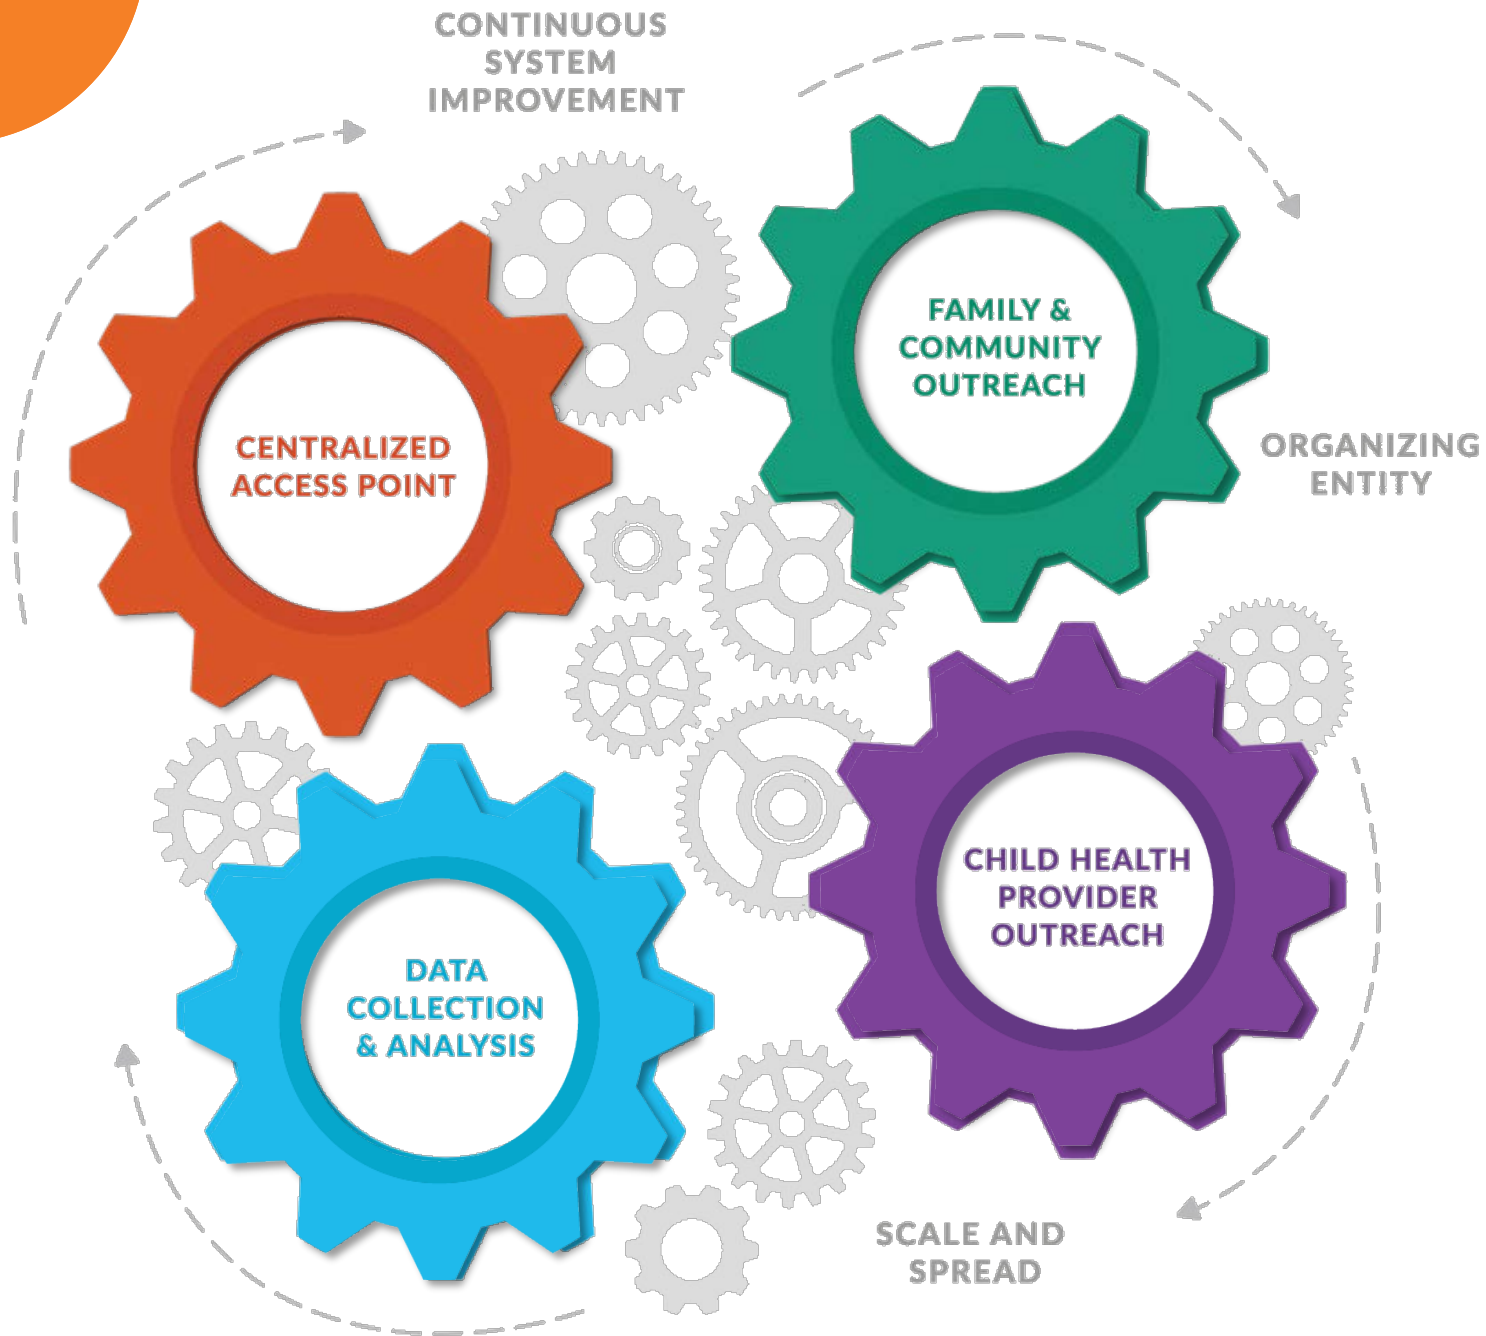 CONTINUOUS
SYSTEM
IMPROVEMENT
FAMILY &
COMMUNITY
OUTREACH
CENTRALIZED
ACCESS POINT
ORGANIZING
ENTITY
CHILD HEALTH
PROVIDER
OUTREACH
DATA
COLLECTION
& ANALYSIS
SCALE AND
SPREAD